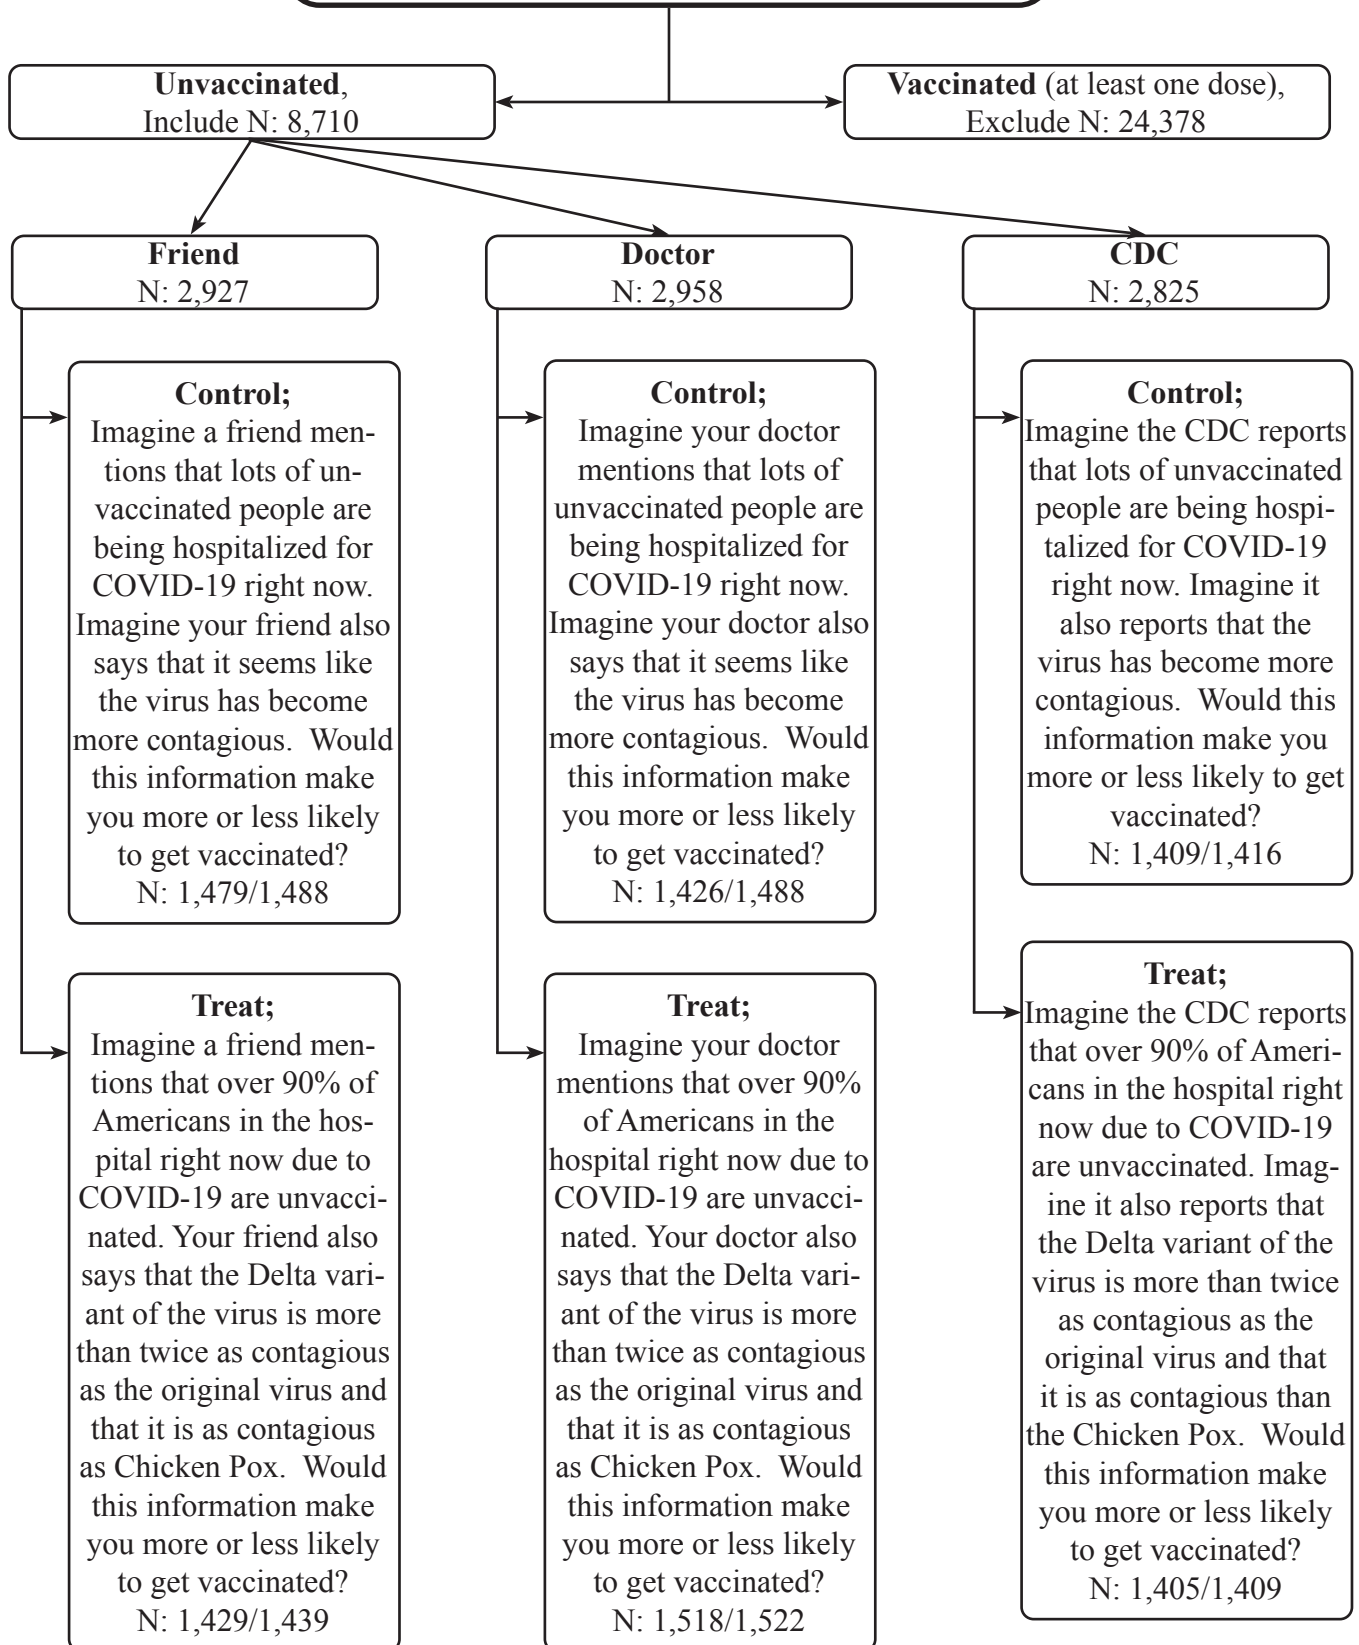 Unvaccinated,
Include N: 8,710
Vaccinated (at least one dose),
Exclude N: 24,378
Friend
N: 2,927
Doctor
N: 2,958
CDC
N: 2,825
Control;
Imagine a friend men-
tions that lots of un-
vaccinated people are
being hospitalized for
COVID-19 right now.
Imagine your friend also
says that it seems like
the virus has become
more contagious.  Would
this information make
you more or less likely
to get vaccinated?
N: 1,479/1,488
Control;
Imagine your doctor
mentions that lots of
unvaccinated people are
being hospitalized for
COVID-19 right now.
Imagine your doctor also
says that it seems like
the virus has become
more contagious.  Would
this information make
you more or less likely
to get vaccinated?
N: 1,426/1,488
Control;
Imagine the CDC reports
that lots of unvaccinated
people are being hospi-
talized for COVID-19
right now. Imagine it
also reports that the
virus has become more
contagious.  Would this
information make you
more or less likely to get
vaccinated?
N: 1,409/1,416
Treat;
Imagine a friend men-
tions that over 90% of
Americans in the hos-
pital right now due to
COVID-19 are unvacci-
nated. Your friend also
says that the Delta vari-
ant of the virus is more
than twice as contagious
as the original virus and
that it is as contagious
as Chicken Pox.  Would
this information make
you more or less likely
to get vaccinated?
N: 1,429/1,439
Treat;
Imagine your doctor
mentions that over 90%
of Americans in the
hospital right now due to
COVID-19 are unvacci-
nated. Your doctor also
says that the Delta vari-
ant of the virus is more
than twice as contagious
as the original virus and
that it is as contagious
as Chicken Pox.  Would
this information make
you more or less likely
to get vaccinated?
N: 1,518/1,522
Treat;
Imagine the CDC reports
that over 90% of Ameri-
cans in the hospital right
now due to COVID-19
are unvaccinated. Imag-
ine it also reports that
the Delta variant of the
virus is more than twice
as contagious as the
original virus and that
it is as contagious than
the Chicken Pox.  Would
this information make
you more or less likely
to get vaccinated?
N: 1,405/1,409